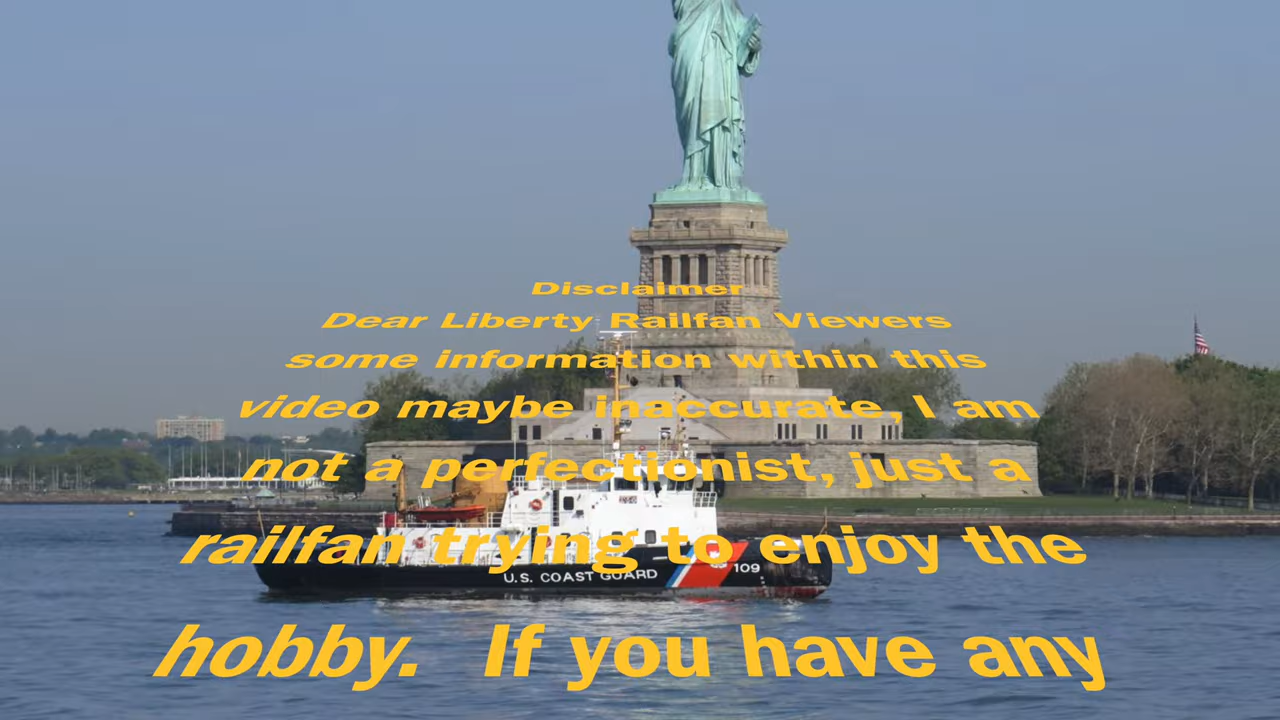 Disclaimer
Dear Liberty Railfan Viewers
some information within this
video maybe inaccurate, I am
not a perfectionist, just a
railfan trying to enjoy the
hobby.  If you have any
U.S. COAST GUARD
109